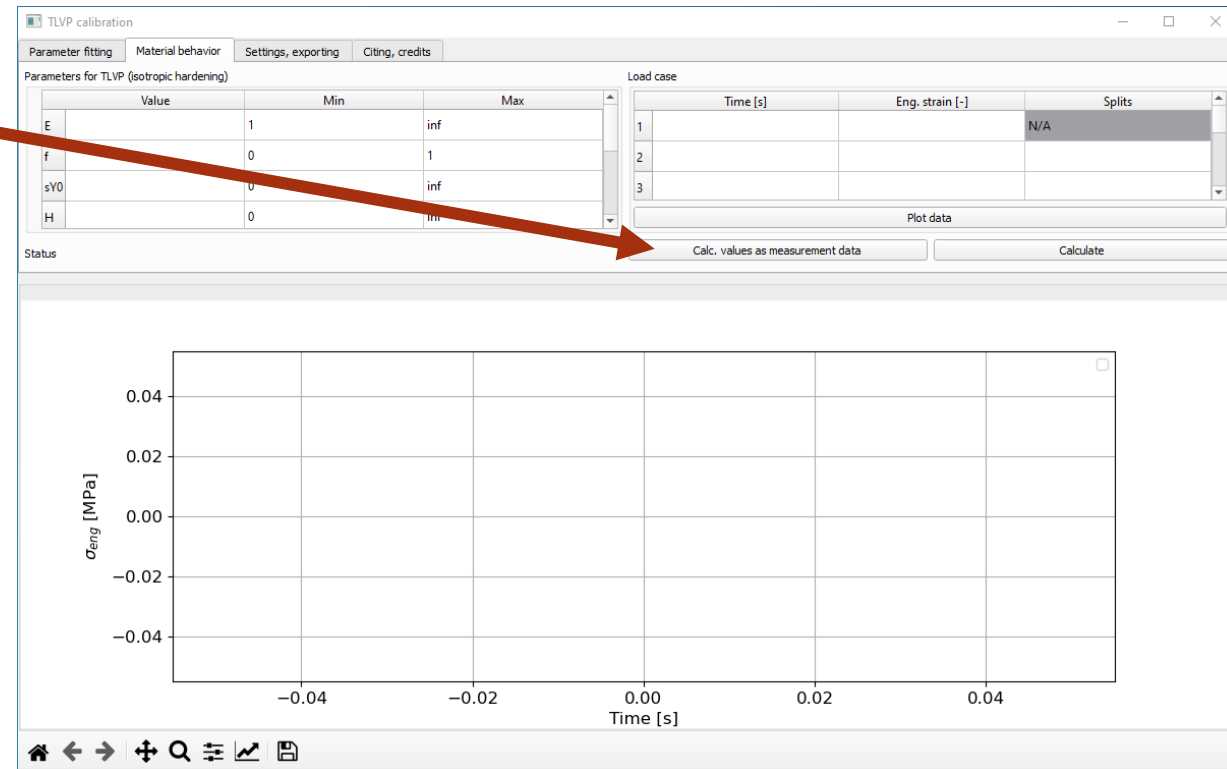 TLVP calibration
Parameter fitting Material behavior Settings, exporting Citing, credits
Parameters for TLVP (isotropic hardening)
Value Min Max
E 1 inf
f 0 1
sY0 0 inf
H 0 inf
Status
Load case
Time [s] Eng. strain [-] Splits
1 N/A
2
3
Plot data
Calc. values as measurement data Calculate
0.04
0.02
0.00
−0.02
−0.04
σeng [MPa]
−0.04 −0.02 0.00 0.02 0.04
Time [s]